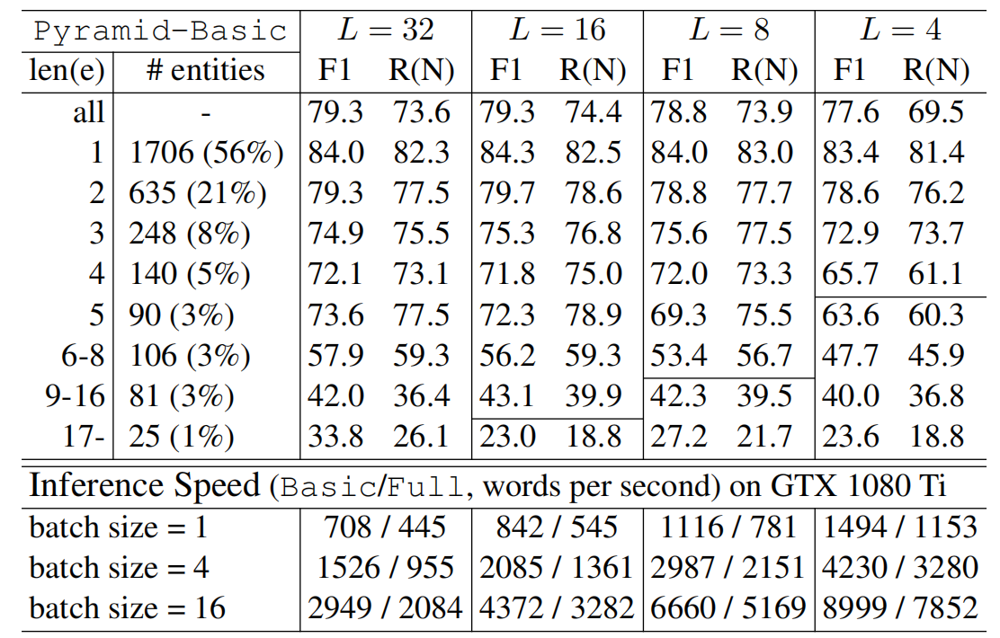 Pyramid-Basic L = 32 L = 16 L = 8 L = 4
len(e) # entities F1 R(N) F1 R(N) F1 R(N) F1 R(N)
all - 79.3 73.6 79.3 74.4 78.8 73.9 77.6 69.5
1 1706 (56%) 84.0 82.3 84.3 82.5 84.0 83.0 83.4 81.4
2 635 (21%) 79.3 77.5 79.7 78.6 78.8 77.7 78.6 76.2
3 248 (8%) 74.9 75.5 75.3 76.8 75.6 77.5 72.9 73.7
4 140 (5%) 72.1 73.1 71.8 75.0 72.0 73.3 65.7 61.1
5 90 (3%) 73.6 77.5 72.3 78.9 69.3 75.5 63.6 60.3
6-8 106 (3%) 57.9 59.3 56.2 59.3 53.4 56.7 47.7 45.9
9-16 81 (3%) 42.0 36.4 43.1 39.9 42.3 39.5 40.0 36.8
17- 25 (1%) 33.8 26.1 23.0 18.8 27.2 21.7 23.6 18.8
Inference Speed (Basic/Full, words per second) on GTX 1080 Ti
batch size = 1 708 / 445 842 / 545 1116 / 781 1494 / 1153
batch size = 4 1526 / 955 2085 / 1361 2987 / 2151 4230 / 3280
batch size = 16 2949 / 2084 4372 / 3282 6660 / 5169 8999 / 7852